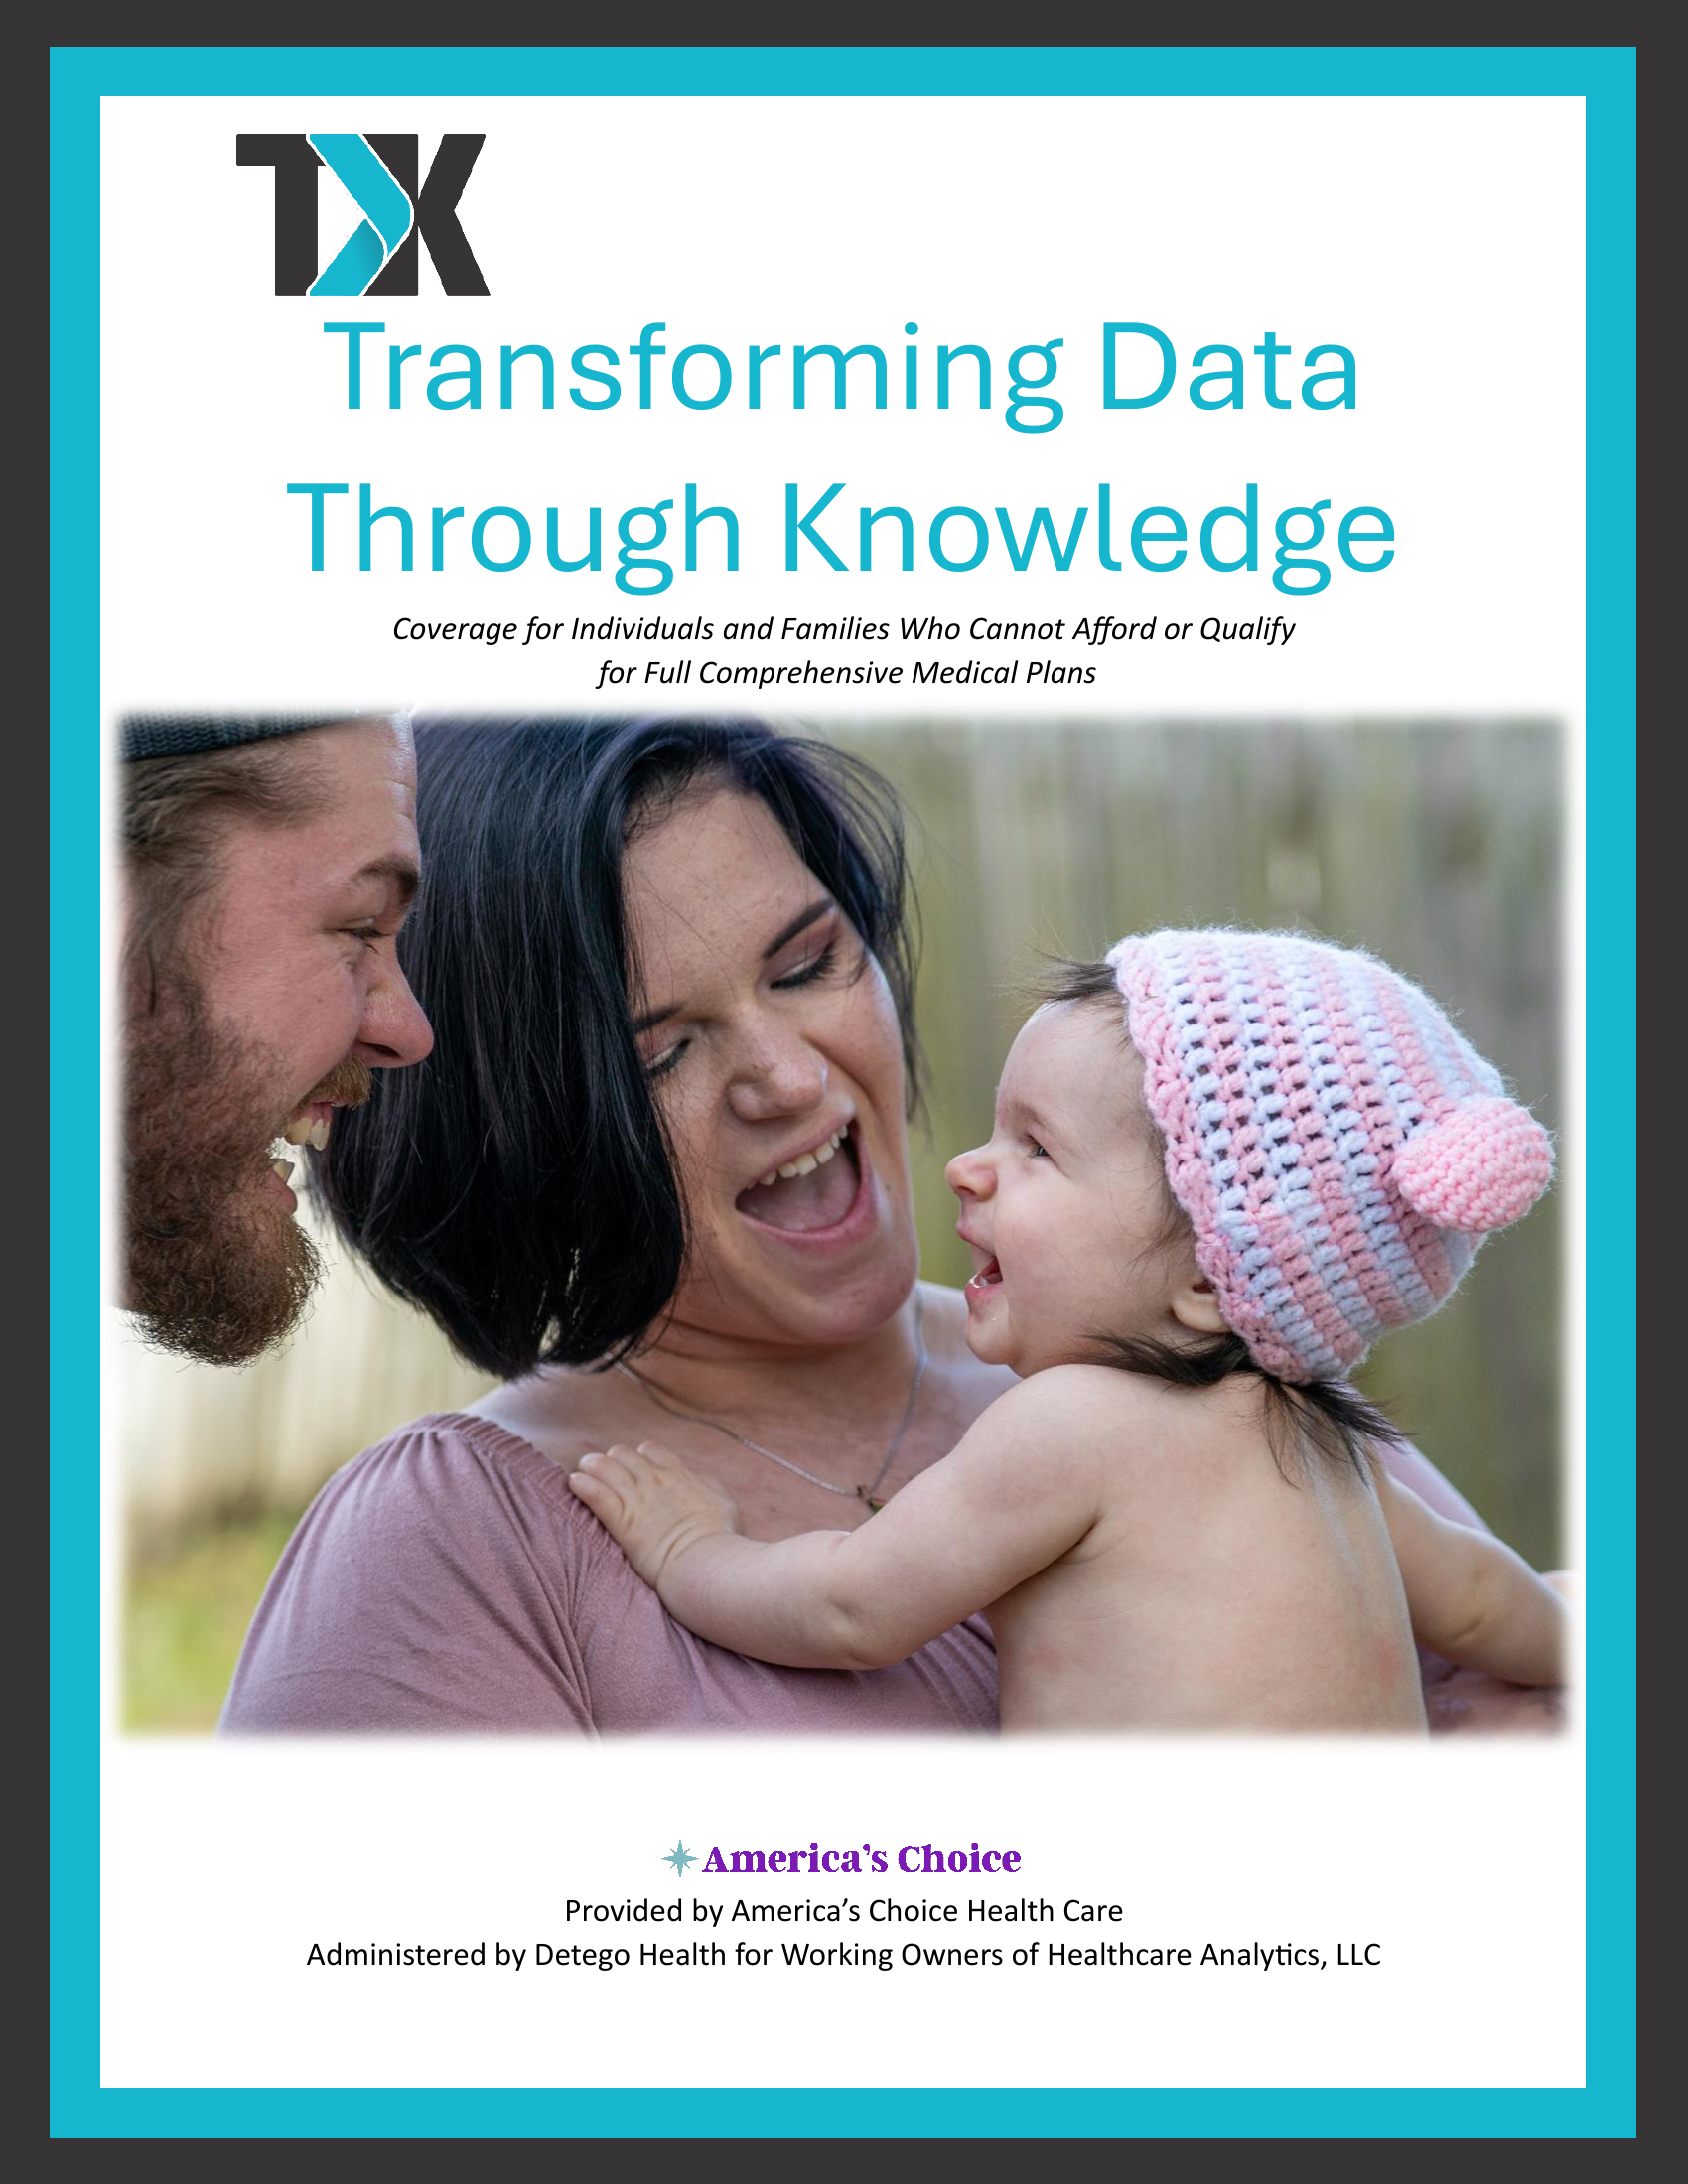 TK
Transforming Data
Through Knowledge
Coverage for Individuals and Families Who Cannot Afford or Qualify
for Full Comprehensive Medical Plans
America's Choice
Provided by America's Choice Health Care
Administered by Detego Health for Working Owners of Healthcare Analytics, LLC